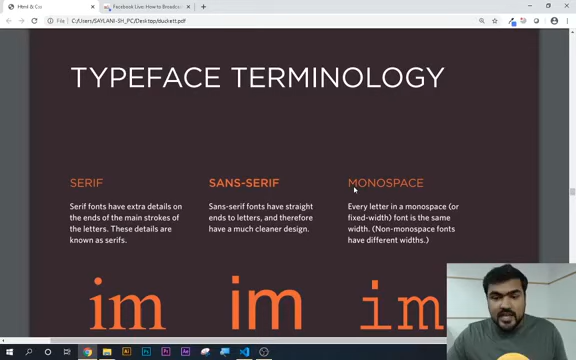 Html & Css
Facebook Live: How to Broadcas
File | C:/Users/SAYLANI-SH_PC/Desktop/duckett.pdf
TYPEFACE TERMINOLOGY
SERIF
Serif fonts have extra details on
the ends of the main strokes of
the letters. These details are
known as serifs.
im
SANS-SERIF
Sans-serif fonts have straight
ends to letters, and therefore
have a much cleaner design.
im
MONOSPACE
Every letter in a monospace (or
fixed-width) font is the same
width. (Non-monospace fonts
have different widths.)
im